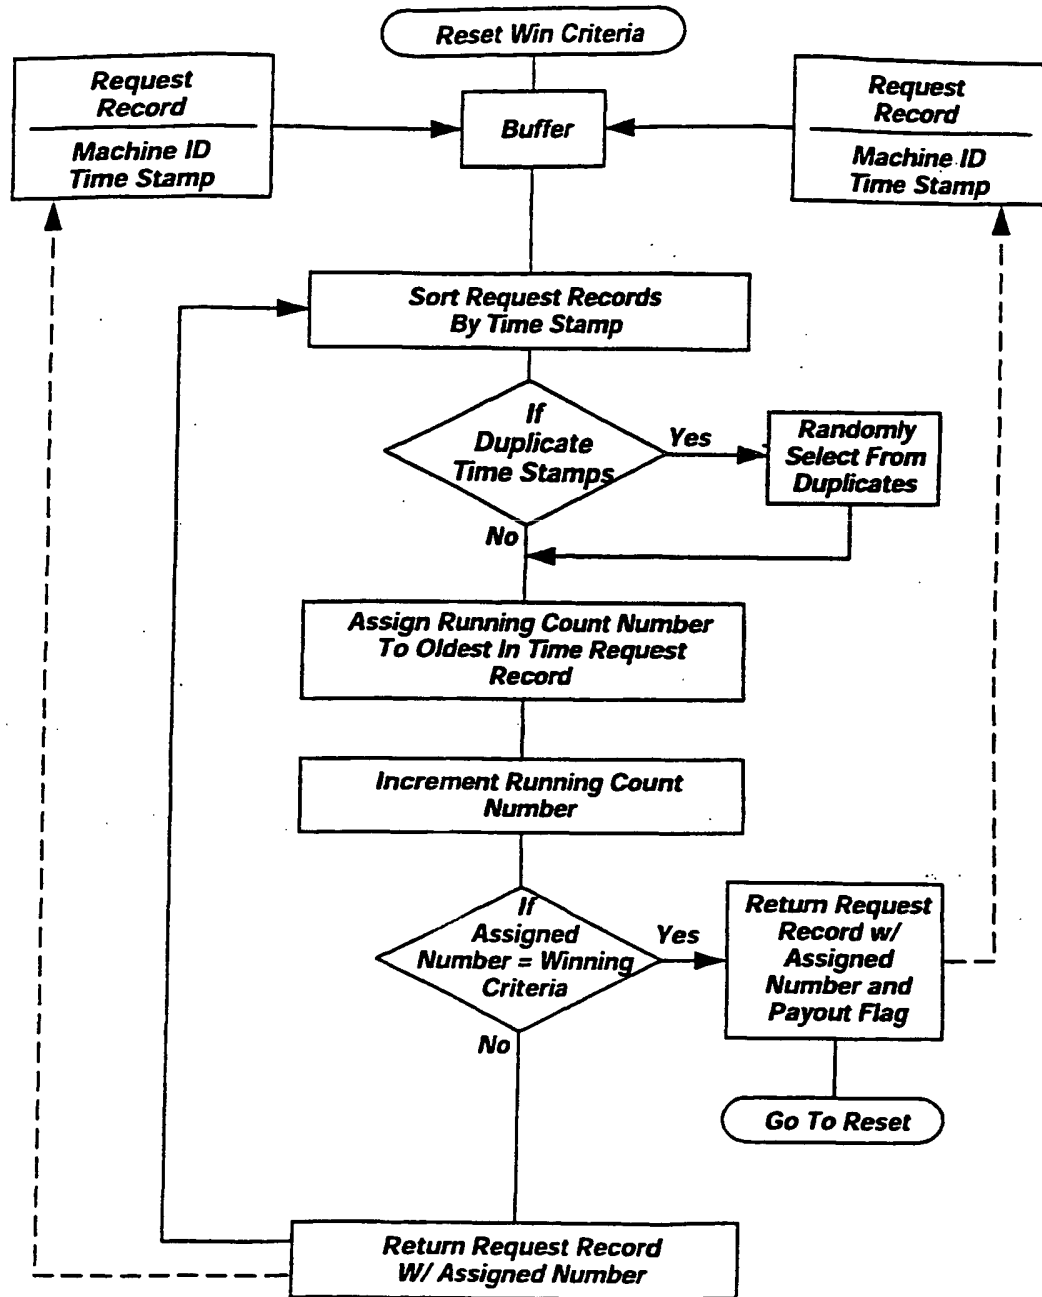 Reset Win Criteria
Request
Record
Machine ID
Time Stamp
Buffer
Request
Record
Machine ID
Time Stamp
Sort Request Records
By Time Stamp
If
Duplicate
Time Stamps
Yes
Randomly
Select From
Duplicates
No
Assign Running Count Number
To Oldest In Time Request
Record
Increment Running Count
Number
If
Assigned
Number = Winning
Criteria
Yes
Return Request
Record w/
Assigned
Number and
Payout Flag
No
Go To Reset
Return Request Record
W/ Assigned Number